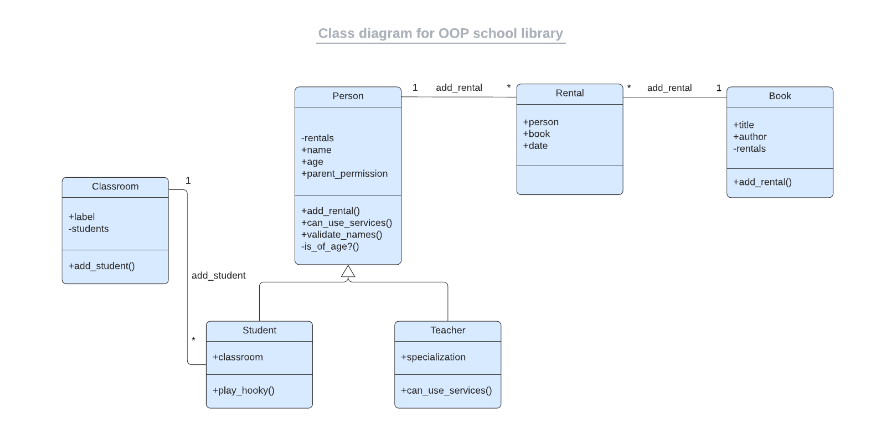 Class diagram for OOP school library
Person
-rentals
+name
+age
+parent_permission
+add_rental()
+can_use_services()
+validate_names()
-is_of_age?()
1 add_rental *
Rental
+person
+book
+date
* add_rental 1
Book
+title
+author
-rentals
+add_rental()
Classroom
+label
-students
+add_student()
1
add_student
*
Student
+classroom
+play_hooky()
Teacher
+specialization
+can_use_services()